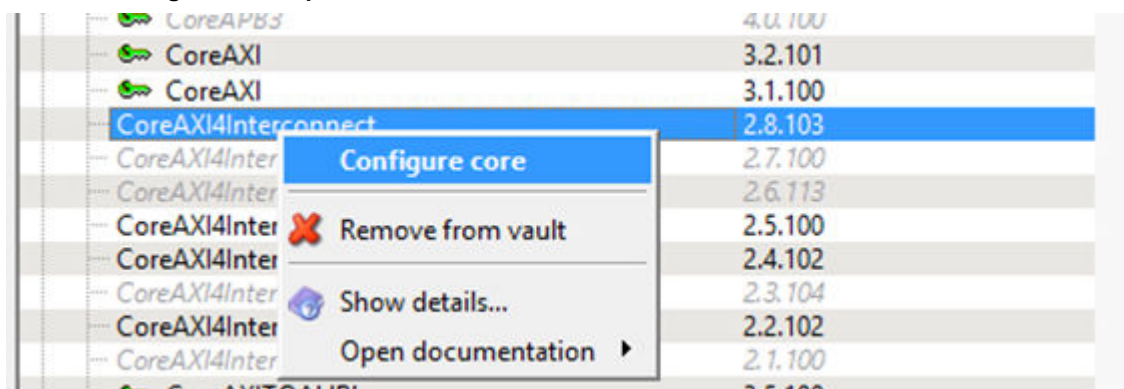 CoreAPB3 4.0.100
CoreAXI 3.2.101
CoreAXI 3.1.100
CoreAXI4Interconnect 2.8.103
CoreAXI4Inter 2.7.100
Configure core
CoreAXI4Inter 2.6.113
CoreAXI4Inter 2.5.100
Remove from vault
CoreAXI4Inter 2.4.102
CoreAXI4Inter 2.3.104
Show details...
CoreAXI4Inter 2.2.102
Open documentation
CoreAXI4Inter 2.1.100